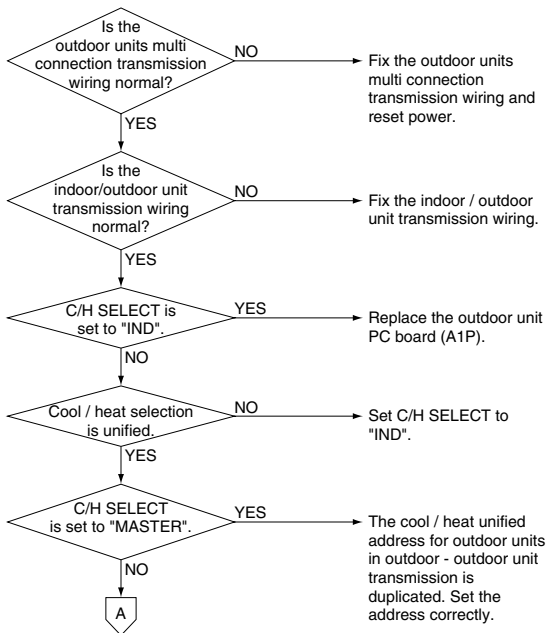 Is the
outdoor units multi
connection transmission
wiring normal?
NO
Fix the outdoor units
multi connection
transmission wiring and
reset power.
YES
Is the
indoor/outdoor unit
transmission wiring
normal?
NO
Fix the indoor / outdoor
unit transmission wiring.
YES
C/H SELECT is
set to "IND".
YES
Replace the outdoor unit
PC board (A1P).
NO
Cool / heat selection
is unified.
NO
Set C/H SELECT to
"IND".
YES
C/H SELECT
is set to "MASTER".
YES
The cool / heat unified
address for outdoor units
in outdoor - outdoor unit
transmission is
duplicated. Set the
address correctly.
NO
A